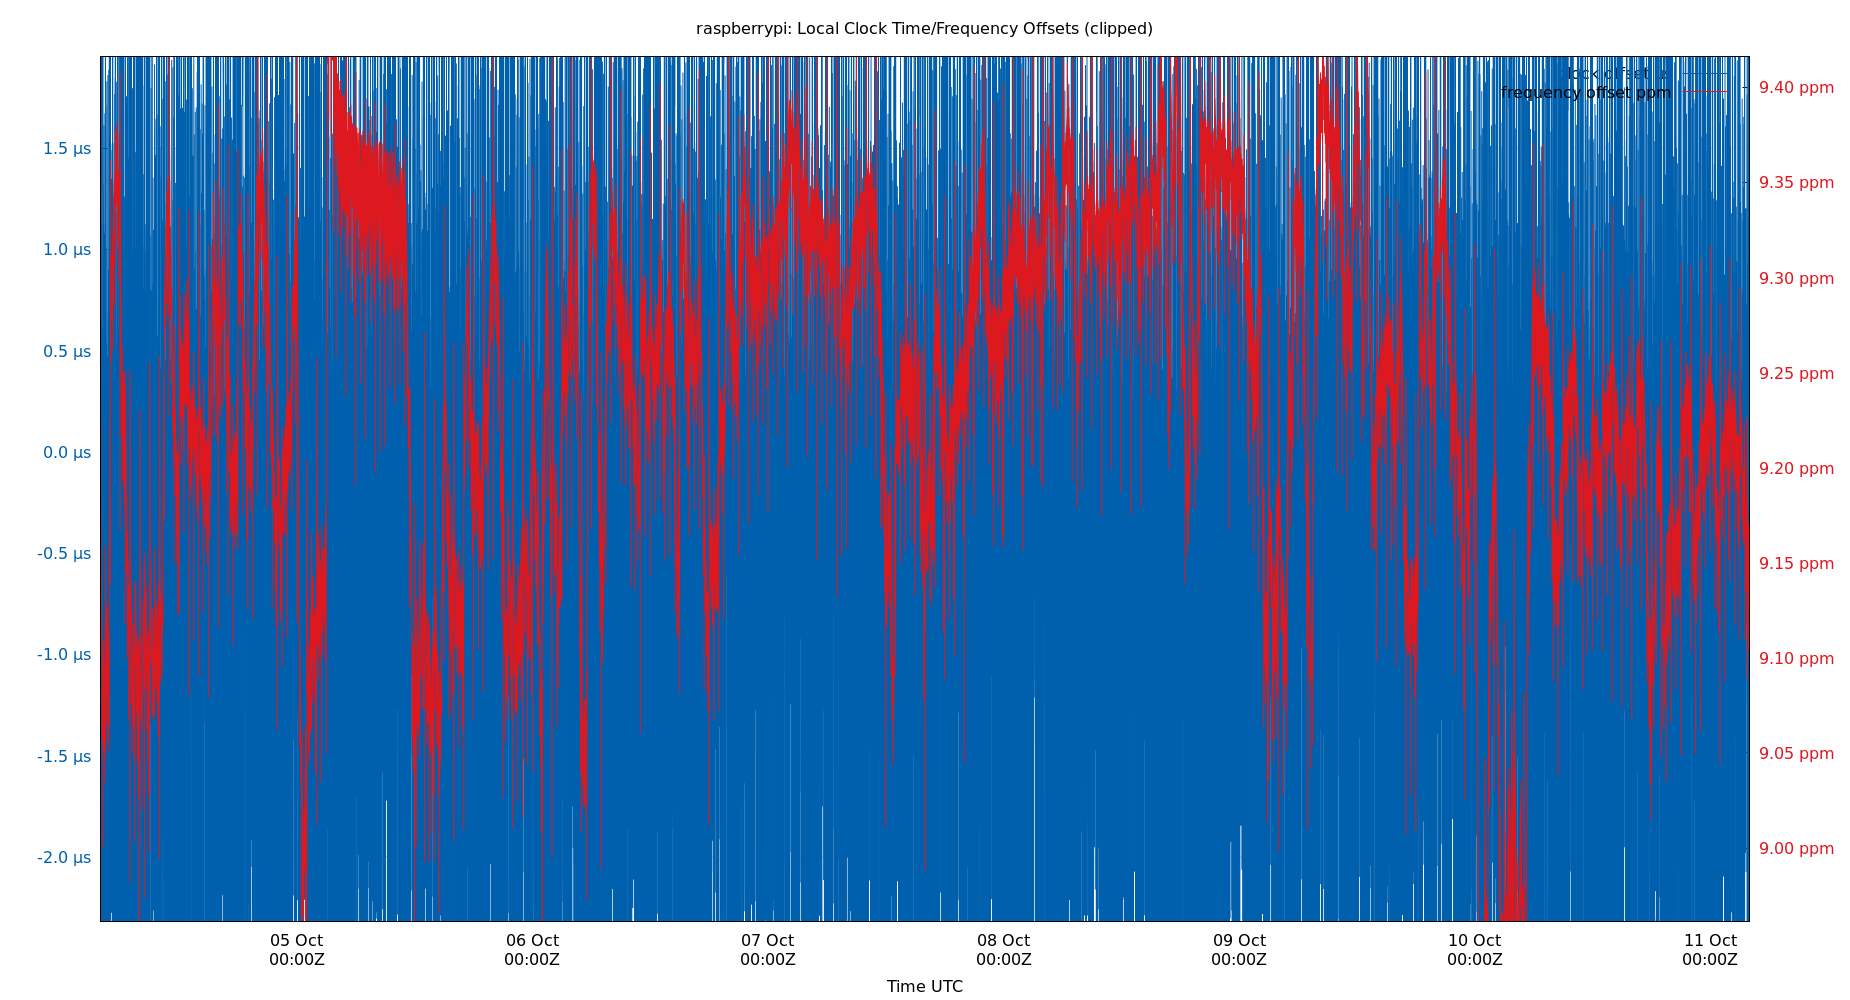 raspberrypi: Local Clock Time/Frequency Offsets (clipped)
frequency offset ppm
1.5 µs
1.0 µs
0.5 µs
0.0 µs
-0.5 µs
-1.0 µs
-1.5 µs
-2.0 µs
9.40 ppm
9.35 ppm
9.30 ppm
9.25 ppm
9.20 ppm
9.15 ppm
9.10 ppm
9.05 ppm
9.00 ppm
05 Oct
00:00Z
06 Oct
00:00Z
07 Oct
00:00Z
08 Oct
00:00Z
09 Oct
00:00Z
10 Oct
00:00Z
11 Oct
00:00Z
Time UTC